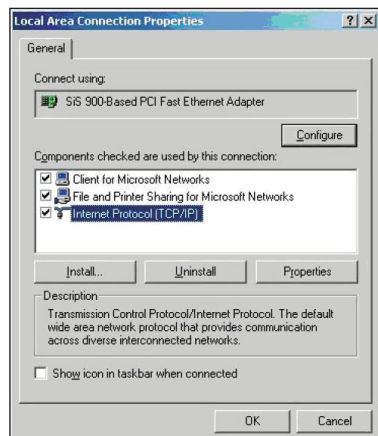 Local Area Connection Properties
General
Connect using:
SiS 900-Based PCI Fast Ethernet Adapter
Configure
Components checked are used by this connection:
Client for Microsoft Networks
File and Printer Sharing for Microsoft Networks
Internet Protocol (TCP/IP)
Install... Uninstall Properties
Description
Transmission Control Protocol/Internet Protocol. The default
wide area network protocol that provides communication
across diverse interconnected networks.
Show icon in taskbar when connected
OK Cancel